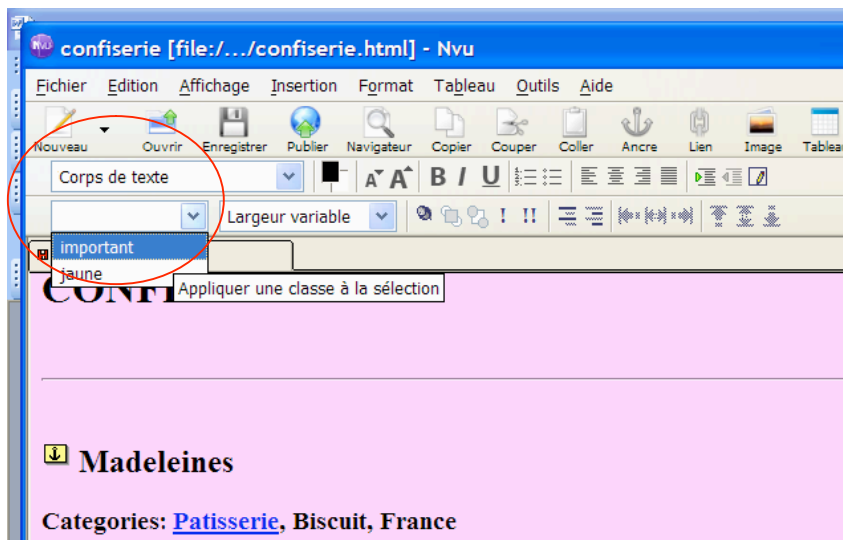 confiserie [file:/.../confiserie.html] - Nvu
Fichier Edition Affichage Insertion Format Tableau Outils Aide
Nouveau Ouvrir Enregistrer Publier Navigateur Copier Couper Coller Ancre Lien Image Tableau
Corps de texte A A B I U
Largeur variable ! !!
important
jaune
Appliquer une classe à la sélection
CONFI
Madeleines
Categories: Patisserie, Biscuit, France